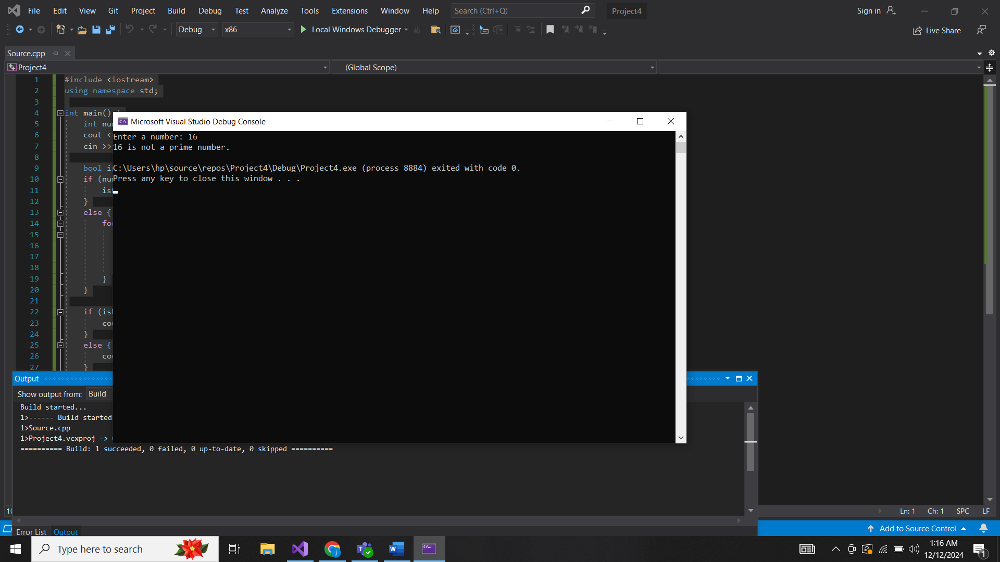 File Edit View Git Project Build Debug Test Analyze Tools Extensions Window Help Search (Ctrl+Q) Project4 Sign in
Debug x86 Local Windows Debugger Live Share
Source.cpp
Project4 (Global Scope)
1 #include <iostream>
2 using namespace std;
3
4 int main() {
5 int
6 cout
7 cin >>
8
9 bool
10 if
11
12 }
13 else {
14
15
16
17
18
19 }
20 }
21
22 if
23
24 }
25 else {
26
27 }
Microsoft Visual Studio Debug Console
Enter a number: 16
16 is not a prime number.
C:\Users\hp\source\repos\Project4\Debug\Project4.exe (process 8884) exited with code 0.
Press any key to close this window . . .
Output
Show output from: Build
Build started...
1>------ Build started
1>Source.cpp
1>Project4.vcxproj ->
========== Build: 1 succeeded, 0 failed, 0 up-to-date, 0 skipped ==========
Ln: 1 Ch: 1 SPC LF
Error List Output
Add to Source Control
Type here to search
1:16 AM
12/12/2024
1